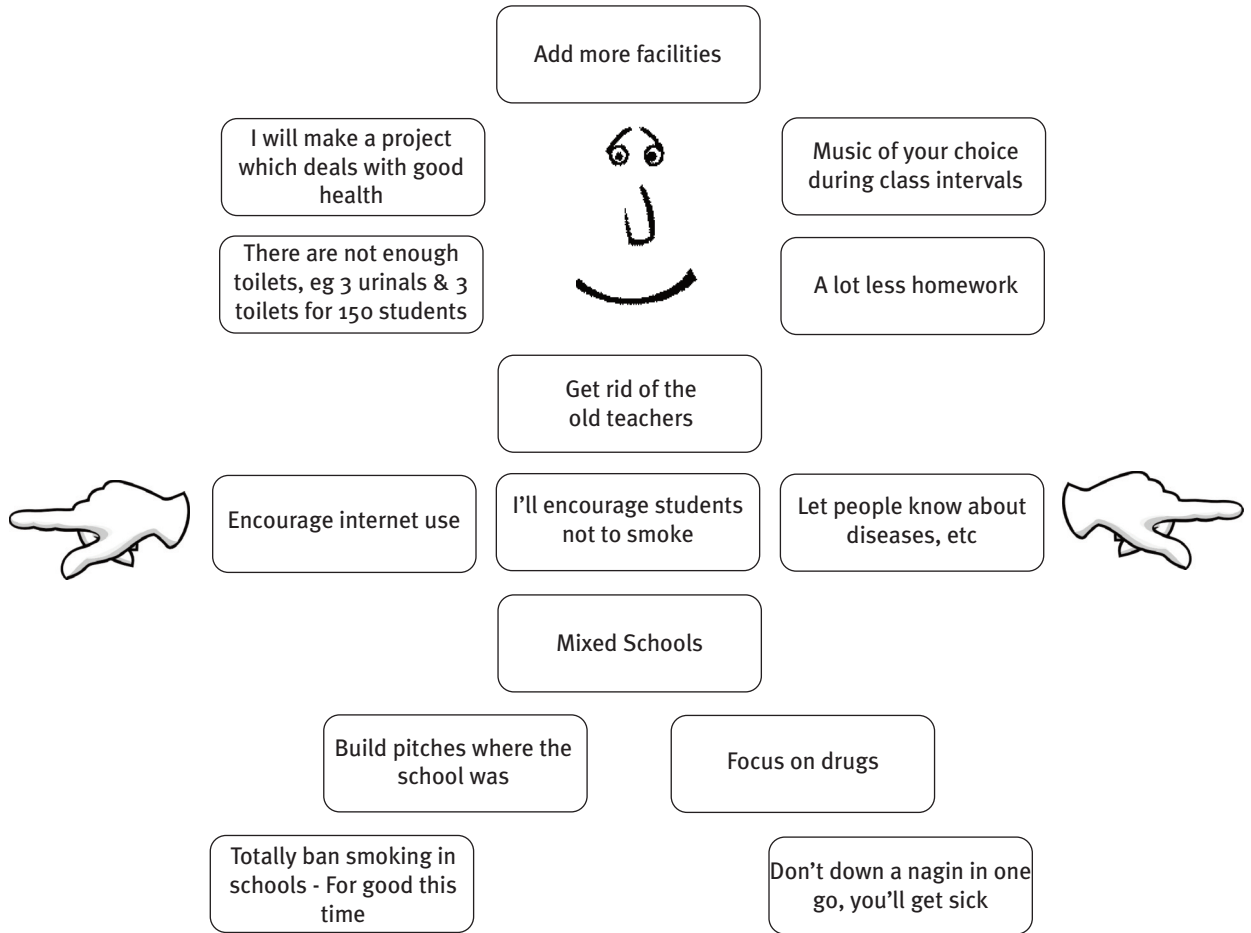 Add more facilities
I will make a project
which deals with good
health
Music of your choice
during class intervals
There are not enough
toilets, eg 3 urinals & 3
toilets for 150 students
A lot less homework
Get rid of the
old teachers
Encourage internet use
I'll encourage students
not to smoke
Let people know about
diseases, etc
Mixed Schools
Build pitches where the
school was
Focus on drugs
Totally ban smoking in
schools - For good this
time
Don't down a nagin in one
go, you'll get sick